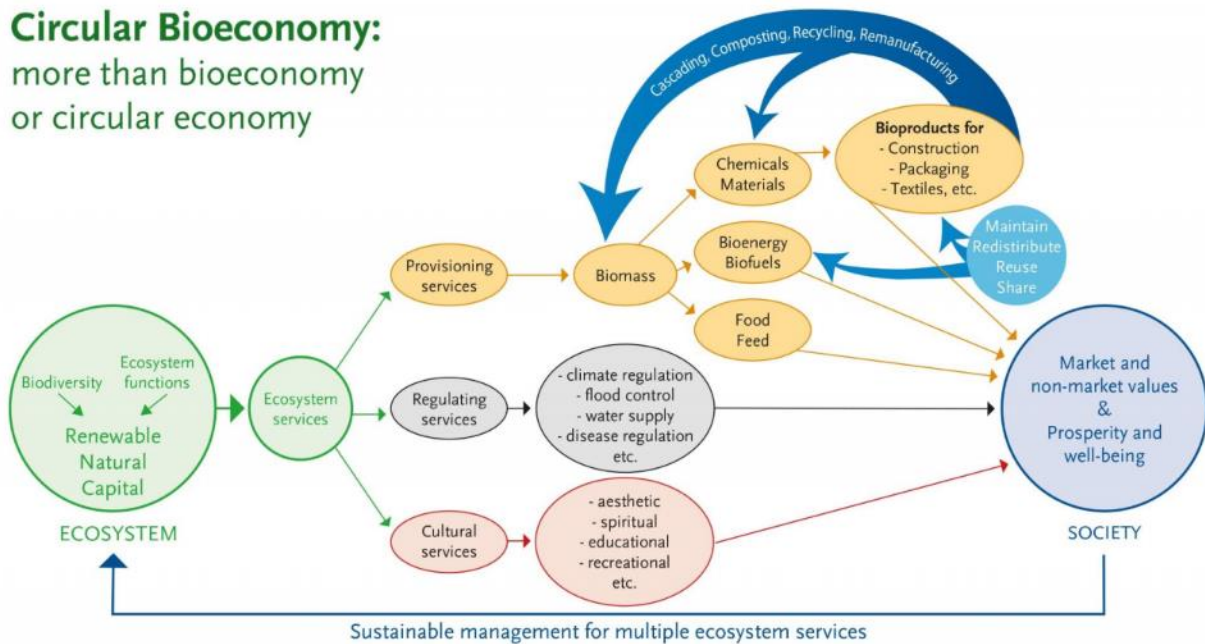 Circular Bioeconomy:
more than bioeconomy
or circular economy
Cascading, Composting, Recycling, Remanufacturing
Bioproducts for
- Construction
- Packaging
- Textiles, etc.
Chemicals
Materials
Maintain
Redistiribute
Reuse
Share
Bioenergy
Biofuels
Provisioning
services
Biomass
Food
Feed
Biodiversity
Ecosystem
functions
Renewable
Natural
Capital
ECOSYSTEM
Ecosystem
services
Regulating
services
- climate regulation
- flood control
- water supply
- disease regulation
etc.
Cultural
services
- aesthetic
- spiritual
- educational
- recreational
etc.
Market and
non-market values
&
Prosperity and
well-being
SOCIETY
Sustainable management for multiple ecosystem services